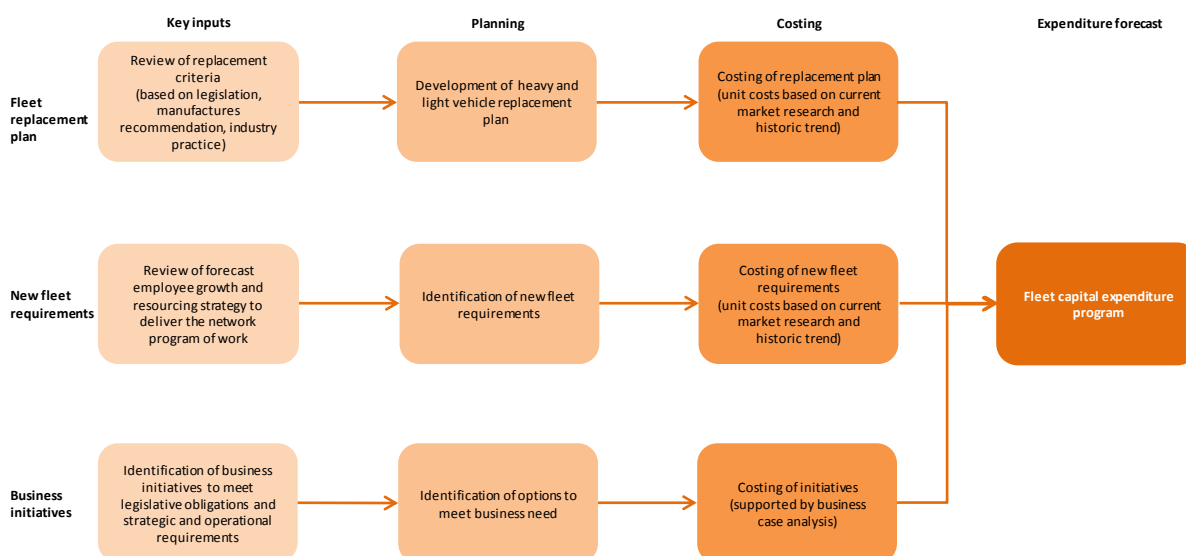 Key inputs
Planning
Costing
Expenditure forecast
Fleet
replacement
plan
Review of replacement
criteria
(based on legislation,
manufactures
recommendation, industry
practice)
Development of heavy and
light vehicle replacement
plan
Costing of replacement plan
(unit costs based on current
market research and
historic trend)
New fleet
requirements
Review of forecast
employee growth and
resourcing strategy to
deliver the network
program of work
Identification of new fleet
requirements
Costing of new fleet
requirements
(unit costs based on current
market research and
historic trend)
Fleet capital expenditure
program
Business
initiatives
Identification of business
initiatives to meet
legislative obligations and
strategic and operational
requirements
Identification of options to
meet business need
Costing of initiatives
(supported by business
case analysis)